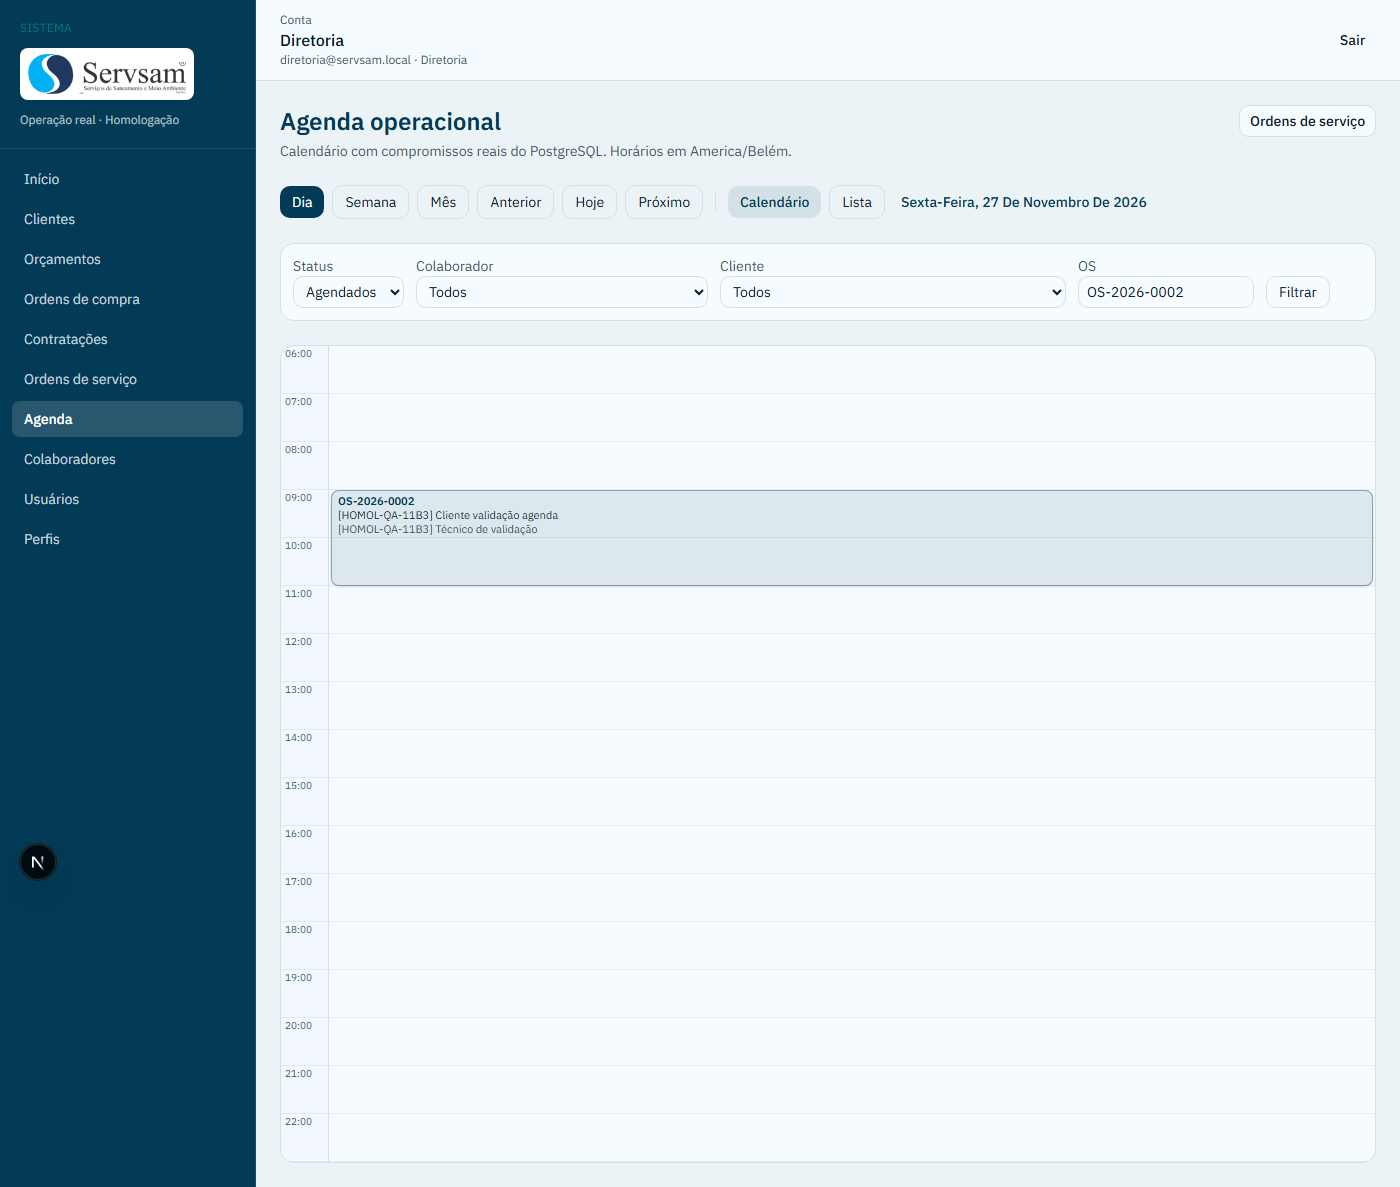 SISTEMA
Servsam
Serviços de Saneamento e Meio Ambiente
Operação real · Homologação
Início
Clientes
Orçamentos
Ordens de compra
Contratações
Ordens de serviço
Agenda
Colaboradores
Usuários
Perfis
N
Conta
Diretoria
diretoria@servsam.local · Diretoria
Sair
Agenda operacional
Ordens de serviço
Calendário com compromissos reais do PostgreSQL. Horários em America/Belém.
Dia Semana Mês Anterior Hoje Próximo Calendário Lista Sexta-Feira, 27 De Novembro De 2026
Status Colaborador Cliente OS
Agendados Todos Todos OS-2026-0002 Filtrar
06:00
07:00
08:00
09:00
OS-2026-0002
[HOMOL-QA-11B3] Cliente validação agenda
[HOMOL-QA-11B3] Técnico de validação
10:00
11:00
12:00
13:00
14:00
15:00
16:00
17:00
18:00
19:00
20:00
21:00
22:00